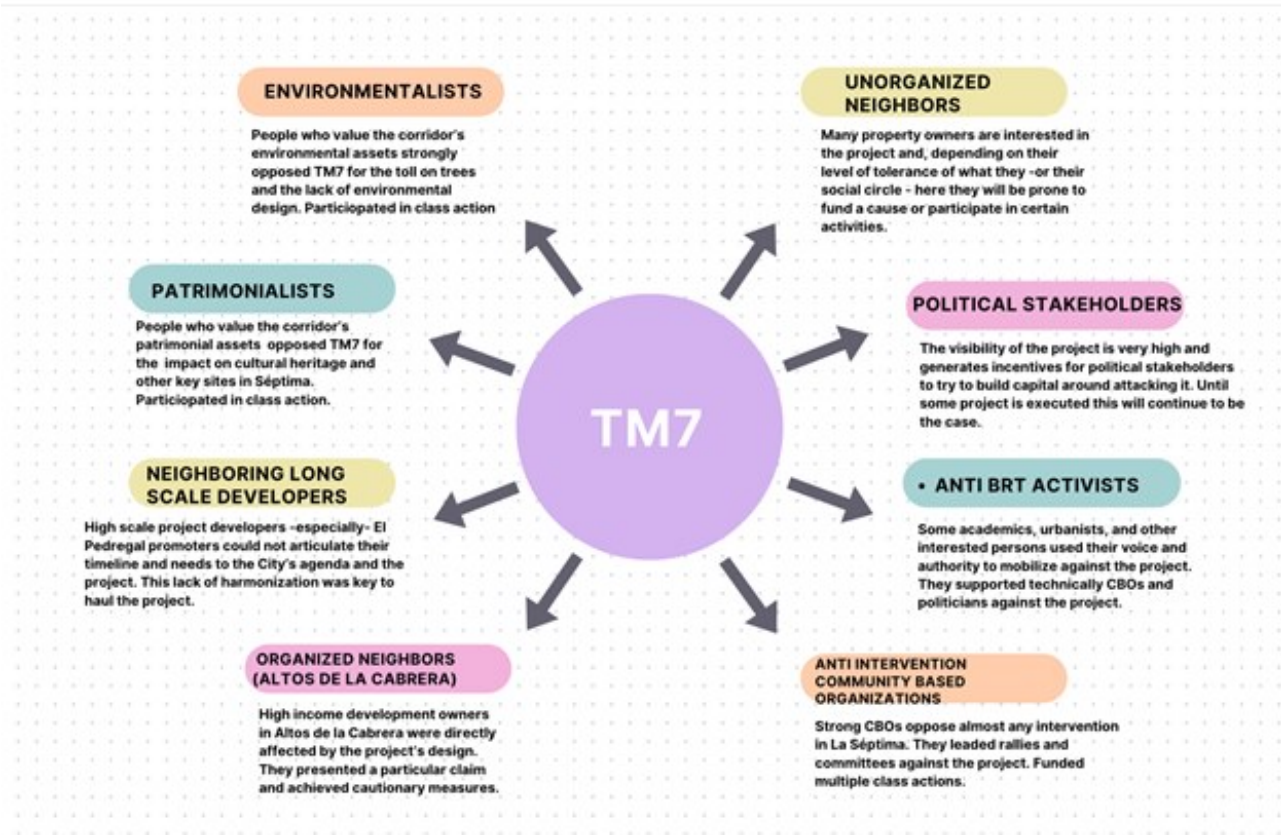 ENVIRONMENTALISTS
People who value the corridor's
environmental assets strongly
opposed TM7 for the toll on trees
and the lack of environmental
design. Particiopated in class action
UNORGANIZED
NEIGHBORS
Many property owners are interested in
the project and, depending on their
level of tolerance of what they -or their
social circle - here they will be prone to
fund a cause or participate in certain
activities.
PATRIMONIALISTS
People who value the corridor's
patrimonial assets opposed TM7 for
the impact on cultural heritage and
other key sites in Séptima.
Particiopated in class action.
POLITICAL STAKEHOLDERS
The visibility of the project is very high and
generates incentives for political stakeholders
to try to build capital around attacking it. Until
some project is executed this will continue to be
the case.
TM7
NEIGHBORING LONG
SCALE DEVELOPERS
High scale project developers -especially- El
Pedregal promoters could not articulate their
timeline and needs to the City's agenda and the
project. This lack of harmonization was key to
haul the project.
• ANTI BRT ACTIVISTS
Some academics, urbanists, and other
interested persons used their voice and
authority to mobilize against the project.
They supported technically CBOs and
politicians against the project.
ORGANIZED NEIGHBORS
(ALTOS DE LA CABRERA)
High income development owners
in Altos de la Cabrera were directly
affected by the project's design.
They presented a particular claim
and achieved cautionary measures.
ANTI INTERVENTION
COMMUNITY BASED
ORGANIZATIONS
Strong CBOs oppose almost any intervention
in La Séptima. They leaded rallies and
committees against the project. Funded
multiple class actions.